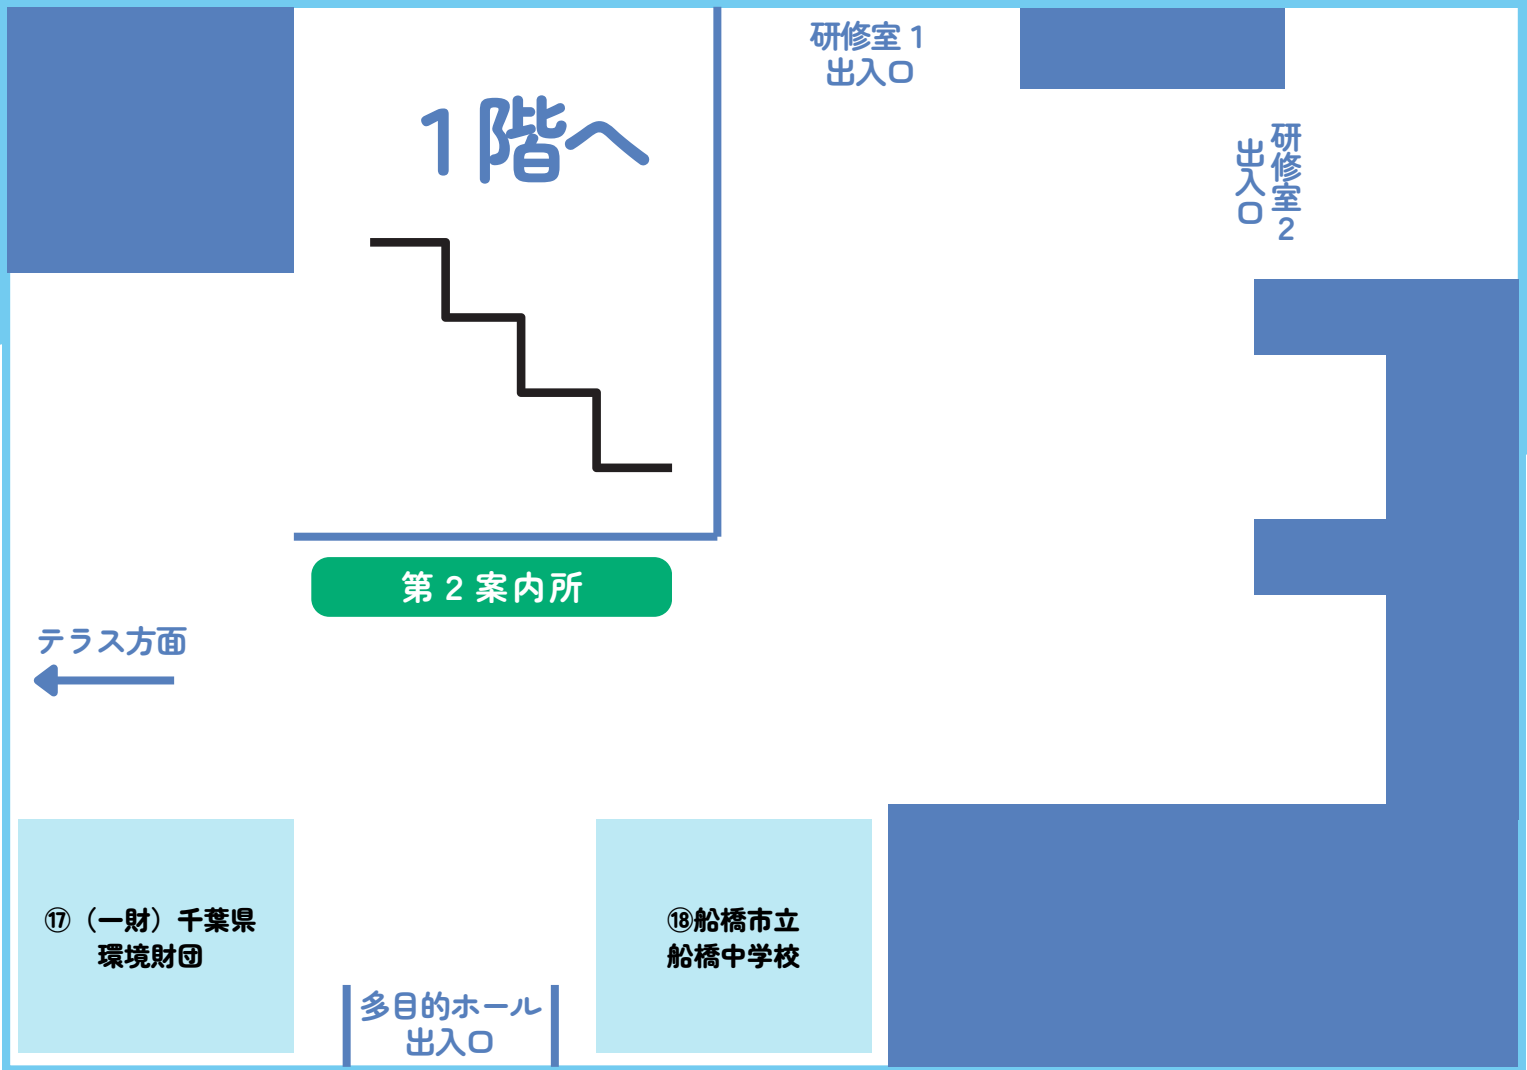 研修室1
出入口
1階へ
研修室2
出入口
第2案内所
テラス方面
⑰（一財）千葉県
環境財団
⑱船橋市立
船橋中学校
多目的ホール
出入口